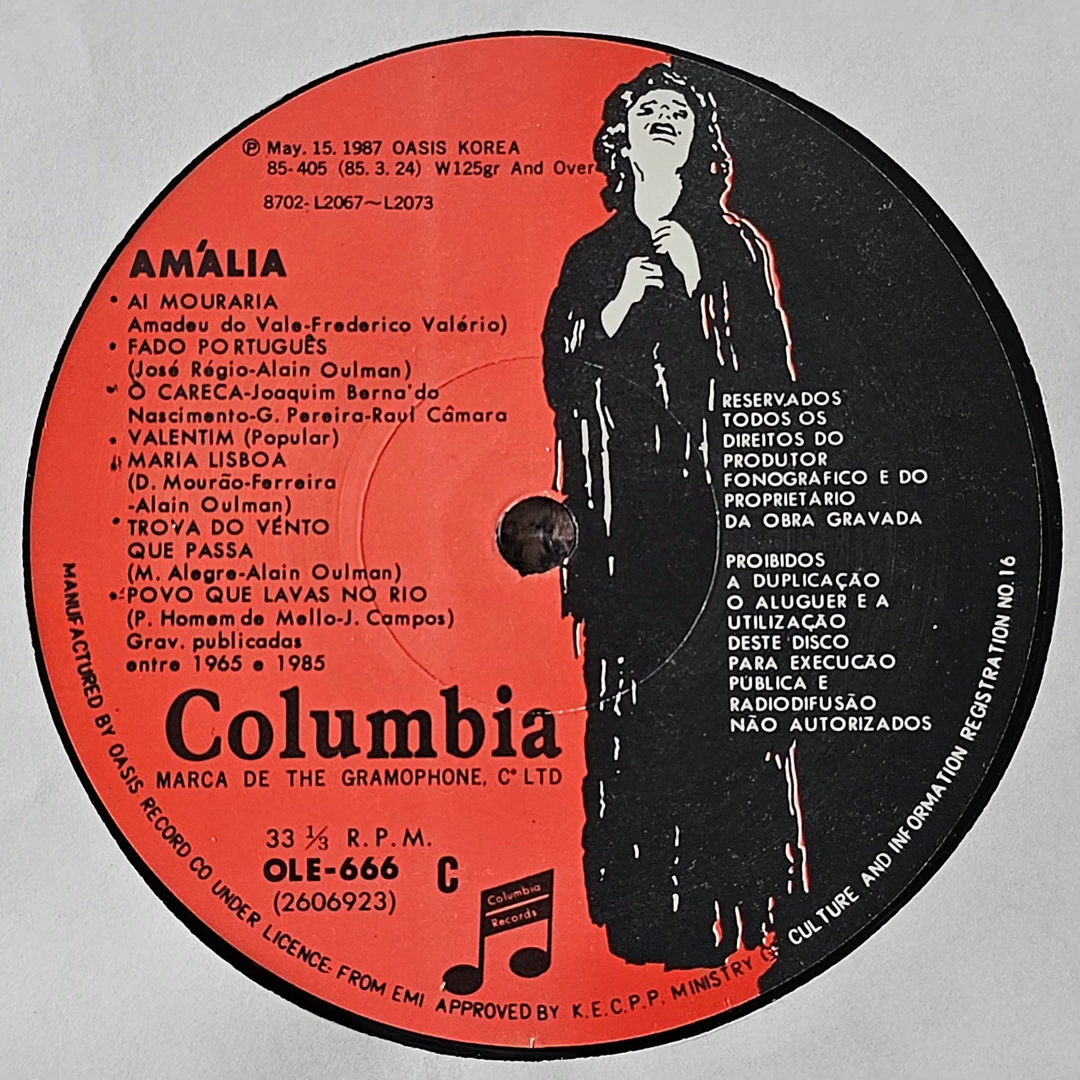 ℗ May. 15. 1987 OASIS KOREA
85-405 (85. 3. 24) W125gr And Over
8702-L2067~L2073
AMÁLIA
• AI MOURARIA
Amadeu do Vale-Frederico Valério)
• FADO PORTUGUÊS
(José Régio-Alain Oulman)
• O CARECA-Joaquim Berna'do
Nascimento-G. Pereira-Raul Câmara
• VALENTIM (Popular)
• MARIA LISBOA
(D. Mourão-Ferreira
-Alain Oulman)
• TROVA DO VENTO
QUE PASSA
(M. Alegre-Alain Oulman)
• POVO QUE LAVAS NO RIO
(P. Homem de Mello-J. Campos)
Grav. publicadas
entre 1965 e 1985
Columbia
MARCA DE THE GRAMOPHONE, C° LTD
33 ⅓ R.P.M.
OLE-666
C
(2606923)
Columbia
Records
RESERVADOS
TODOS OS
DIREITOS DO
PRODUTOR
FONOGRAFICO E DO
PROPRIETARIO
DA OBRA GRAVADA
PROIBIDOS
A DUPLICAÇÃO
O ALUGUER E A
UTILIZAÇÃO
DESTE DISCO
PARA EXECUCÃO
PÚBLICA E
RADIODIFUSÃO
NÃO AUTORIZADOS
MANUFACTURED BY OASIS RECORD CO UNDER LICENCE FROM EMI APPROVED BY K.E.C.P.P. MINISTRY OF CULTURE AND INFORMATION REGISTRATION NO. 16